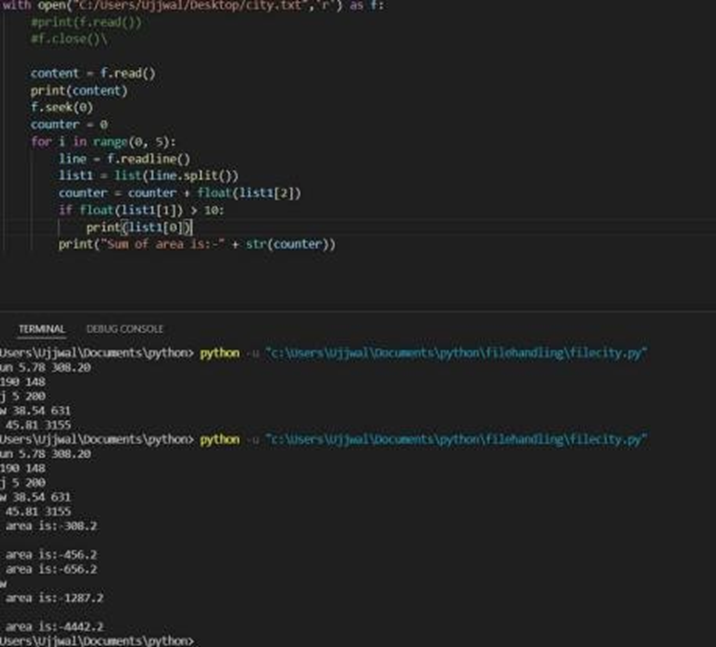 with open("C:/Users/Ujjwal/Desktop/city.txt",'r') as f:
#print(f.read())
#f.close()\
content = f.read()
print(content)
f.seek(0)
counter = 0
for i in range(0, 5):
line = f.readline()
list1 = list(line.split())
counter = counter + float(list1[2])
if float(list1[1]) > 10:
print(list1[0])
print("Sum of area is:-" + str(counter))
TERMINAL DEBUG CONSOLE
Users\Ujjwal\Documents\python> python -u "c:\Users\Ujjwal\Documents\python\filehandling\filecity.py"
un 5.78 308.20
190 148
j 5 200
w 38.54 631
45.81 3155
Users\Ujjwal\Documents\python> python -u "c:\Users\Ujjwal\Documents\python\filehandling\filecity.py"
un 5.78 308.20
190 148
j 5 200
w 38.54 631
45.81 3155
area is:-308.2
area is:-456.2
area is:-656.2
w
area is:-1287.2
area is:-4442.2
Users\Ujjwal\Documents\python>